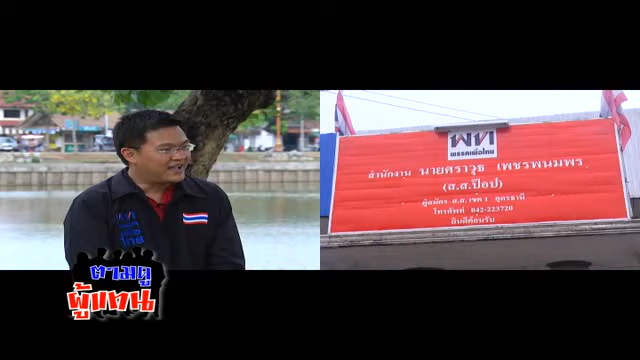 พท
พรรคเพื่อไทย
สำนักงาน นายศราวุธ เพชรพนมพร
(ส.ส.ป๊อป)
ผู้สมัคร ส.ส. เขต 1 อุดรธานี
โทรศัพท์ 042-223720
ยินดีต้อนรับ
ตามดู
ผู้แทน